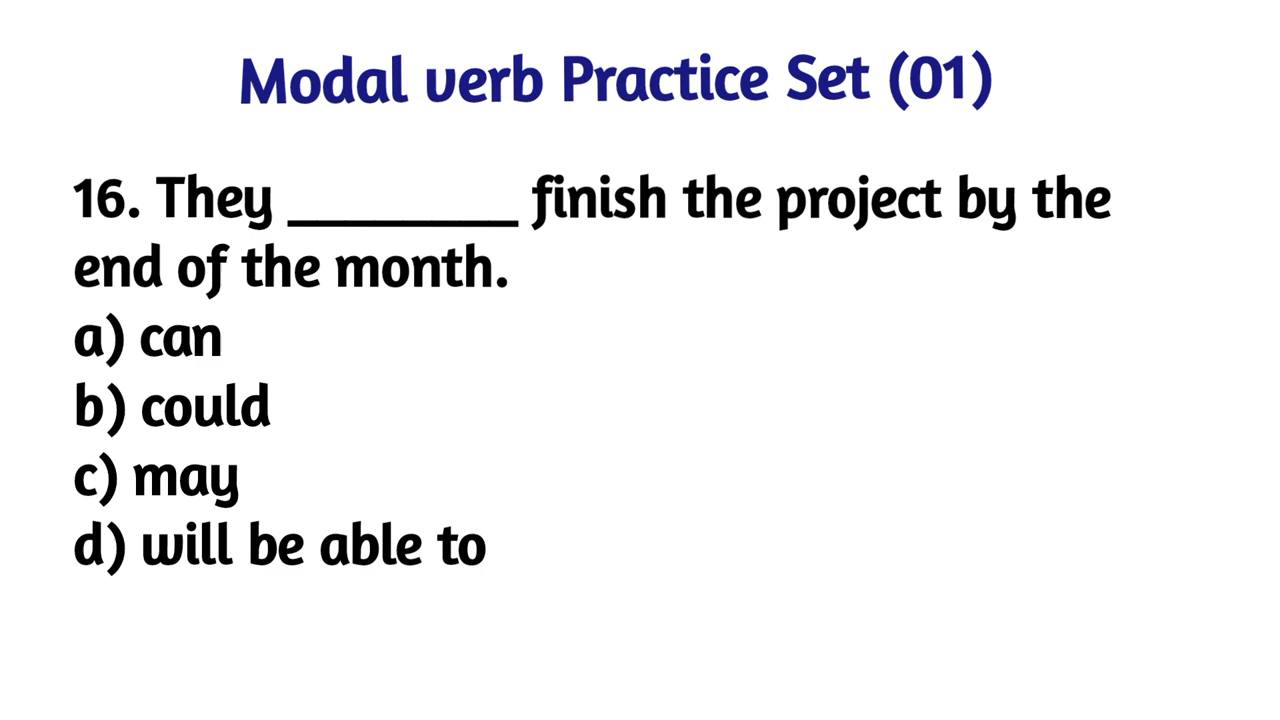 Modal verb Practice Set (01)
16. They ________ finish the project by the
end of the month.
a) can
b) could
c) may
d) will be able to